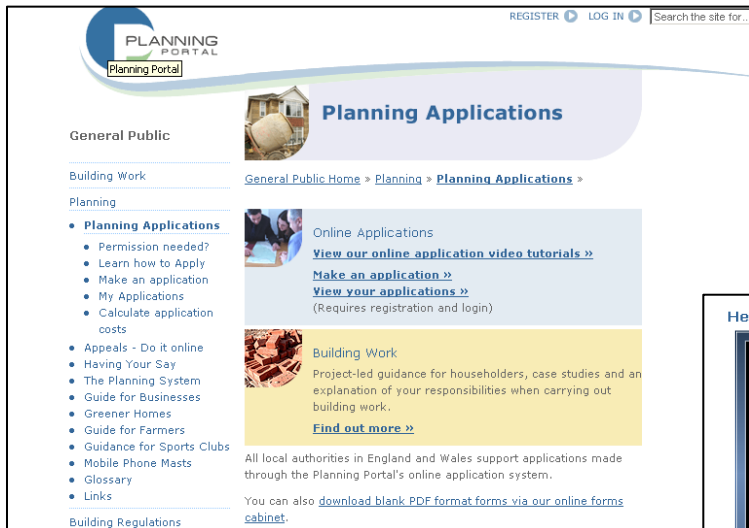 REGISTER LOG IN Search the site for...
PLANNING
PORTAL
Planning Portal
Planning Applications
General Public
Building Work
General Public Home » Planning » Planning Applications »
Planning
• Planning Applications
• Permission needed?
• Learn how to Apply
• Make an application
• My Applications
• Calculate application
costs
• Appeals - Do it online
• Having Your Say
• The Planning System
• Guide for Businesses
• Greener Homes
• Guide for Farmers
• Guidance for Sports Clubs
• Mobile Phone Masts
• Glossary
• Links
Building Regulations
Online Applications
View our online application video tutorials »
Make an application »
View your applications »
(Requires registration and login)
Building Work
Project-led guidance for householders, case studies and an
explanation of your responsibilities when carrying out
building work.
Find out more »
All local authorities in England and Wales support applications made
through the Planning Portal's online application system.
You can also download blank PDF format forms via our online forms
cabinet.
He